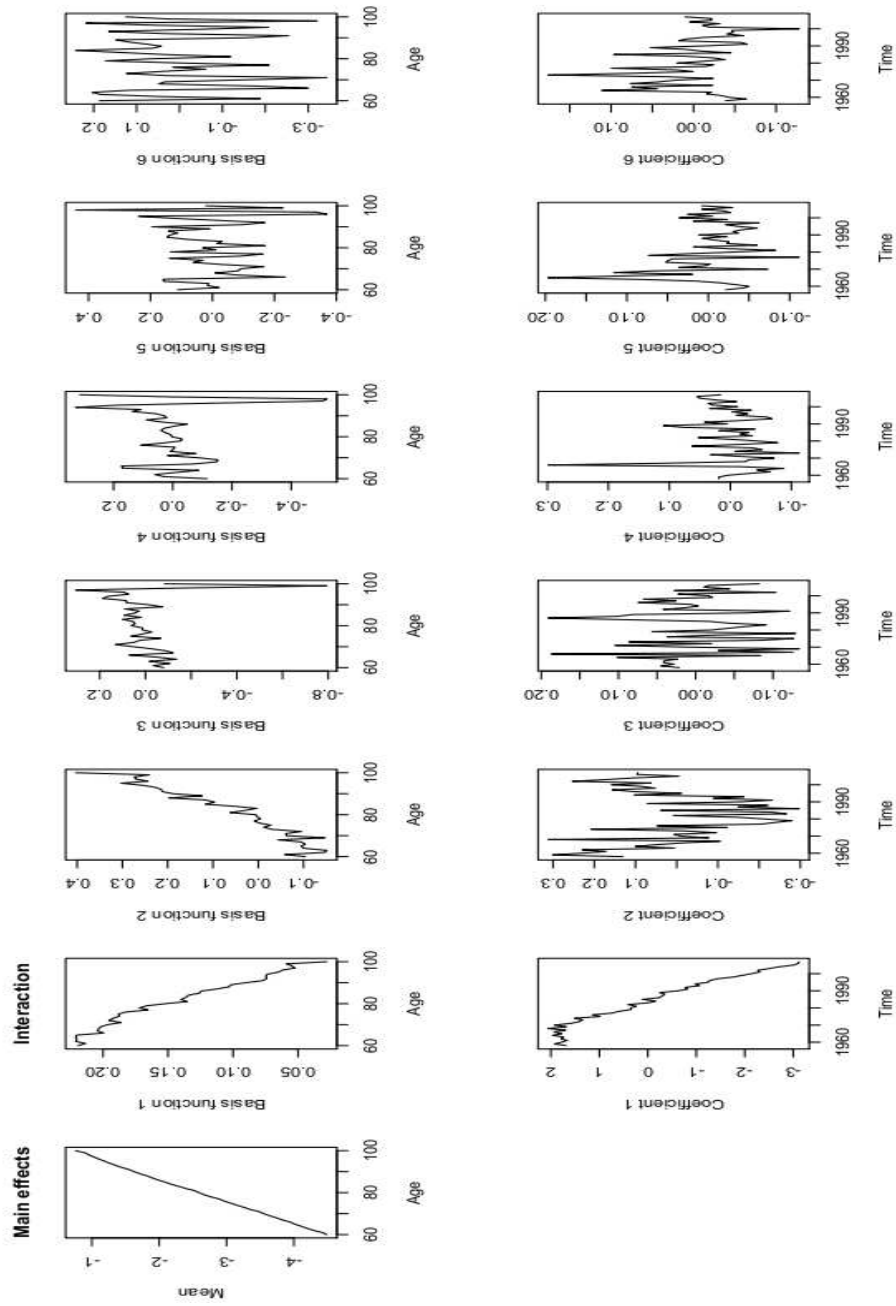 Main effects
Interaction
Mean
-1
-2
-3
-4
60 80 100
Age
Basis function 1
0.20
0.15
0.10
0.05
60 80 100
Age
Basis function 2
0.4
0.3
0.1
0.0
-0.1
60 80 100
Age
Basis function 3
0.2
0.0
-0.4
-0.8
60 80 100
Age
Basis function 4
0.2
0.0
-0.2
-0.4
60 80 100
Age
Basis function 5
0.4
0.2
0.0
-0.2
-0.4
60 80 100
Age
Basis function 6
0.2
0.1
-0.1
-0.3
60 80 100
Age
Coefficient 1
2
1
0
-1
-2
-3
1960 1990
Time
Coefficient 2
0.3
0.2
0.1
-0.1
-0.3
1960 1990
Time
Coefficient 3
0.20
0.10
0.00
-0.10
1960 1990
Time
Coefficient 4
0.3
0.1
0.0
-0.1
1960 1990
Time
Coefficient 5
0.20
0.10
0.00
-0.10
1960 1990
Time
Coefficient 6
0.10
0.00
-0.10
1960 1990
Time